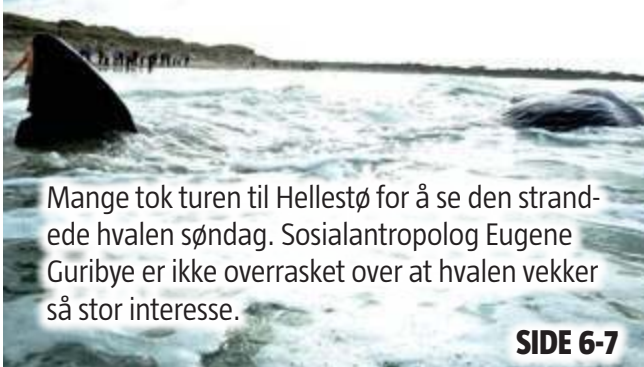 Mange tok turen til Hellestø for å se den strand-
ede hvalen søndag. Sosialantropolog Eugene
Guribye er ikke overrasket over at hvalen vekker
så stor interesse.
SIDE 6-7